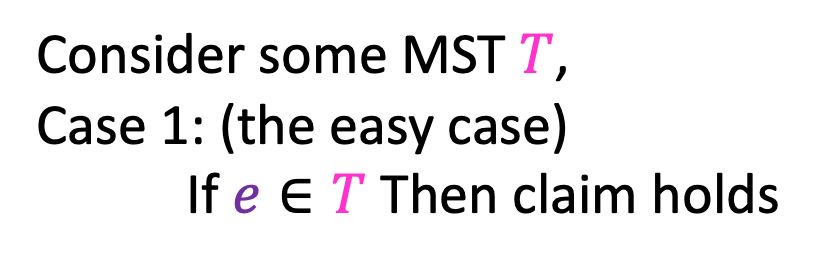 Consider some MST T,
Case 1: (the easy case)
If e ∈ T Then claim holds